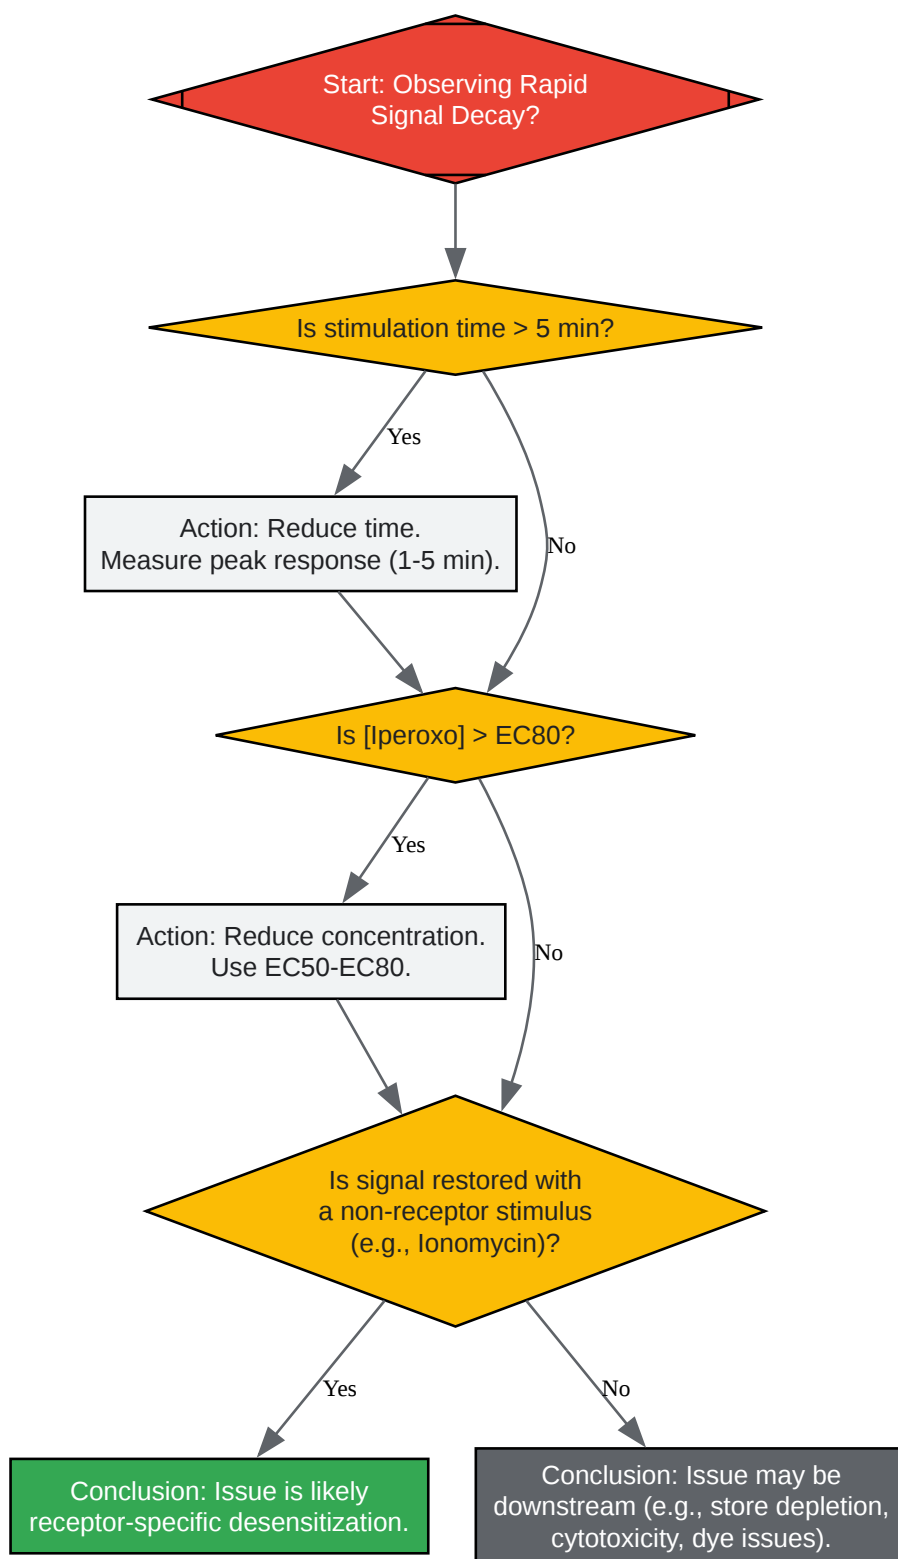 Start: Observing Rapid
Signal Decay?
Is stimulation time > 5 min?
Yes
Action: Reduce time.
Measure peak response (1-5 min).
No
Is [Iperoxo] > EC80?
Yes
Action: Reduce concentration.
Use EC50-EC80.
No
Is signal restored with
a non-receptor stimulus
(e.g., Ionomycin)?
Yes
No
Conclusion: Issue is likely
receptor-specific desensitization.
Conclusion: Issue may be
downstream (e.g., store depletion,
cytotoxicity, dye issues).